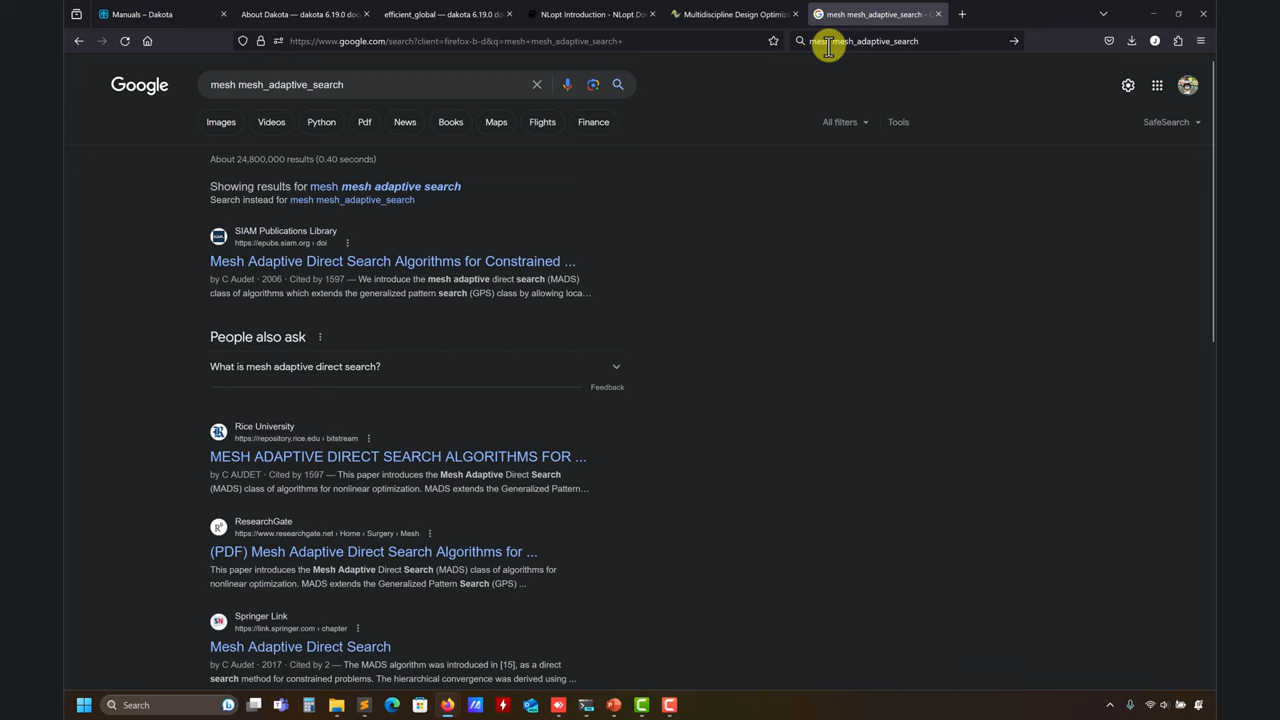 Manuals – Dakota
About Dakota — dakota 6.19.0 do
efficient_global — dakota 6.19.0 do
NLopt Introduction - NLopt Doc
Multidiscipline Design Optimiza
mesh mesh_adaptive_search -
https://www.google.com/search?client=firefox-b-d&q=mesh+mesh_adaptive_search+
mesh mesh_adaptive_search
Google
mesh mesh_adaptive_search
Images
Videos
Python
Pdf
News
Books
Maps
Flights
Finance
All filters
Tools
SafeSearch
About 24,800,000 results (0.40 seconds)
Showing results for mesh mesh adaptive search
Search instead for mesh mesh_adaptive_search
SIAM Publications Library
https://epubs.siam.org › doi
Mesh Adaptive Direct Search Algorithms for Constrained ...
by C Audet · 2006 · Cited by 1597 — We introduce the mesh adaptive direct search (MADS)
class of algorithms which extends the generalized pattern search (GPS) class by allowing loca…
People also ask
What is mesh adaptive direct search?
Feedback
Rice University
https://repository.rice.edu › bitstream
MESH ADAPTIVE DIRECT SEARCH ALGORITHMS FOR ...
by C AUDET · Cited by 1597 — This paper introduces the Mesh Adaptive Direct Search
(MADS) class of algorithms for nonlinear optimization. MADS extends the Generalized Pattern…
ResearchGate
https://www.researchgate.net › Home › Surgery › Mesh
(PDF) Mesh Adaptive Direct Search Algorithms for ...
This paper introduces the Mesh Adaptive Direct Search (MADS) class of algorithms for
nonlinear optimization. MADS extends the Generalized Pattern Search (GPS) ...
Springer Link
https://link.springer.com › chapter
Mesh Adaptive Direct Search
by C Audet · 2017 · Cited by 2 — The MADS algorithm was introduced in [15], as a direct
search method for constrained problems. The hierarchical convergence was derived using ...
Search